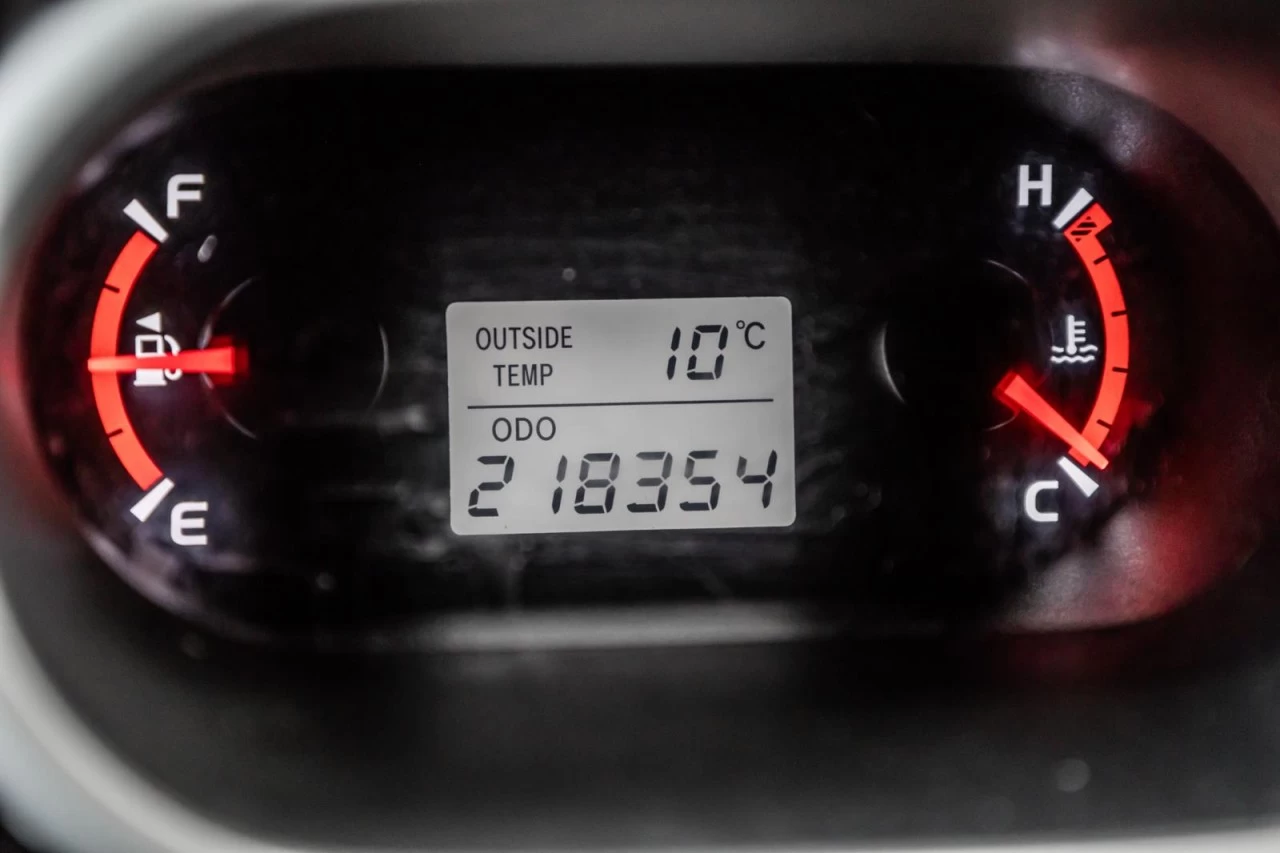 F
H
OUTSIDE
TEMP
10°C
ODO
218354
E
C